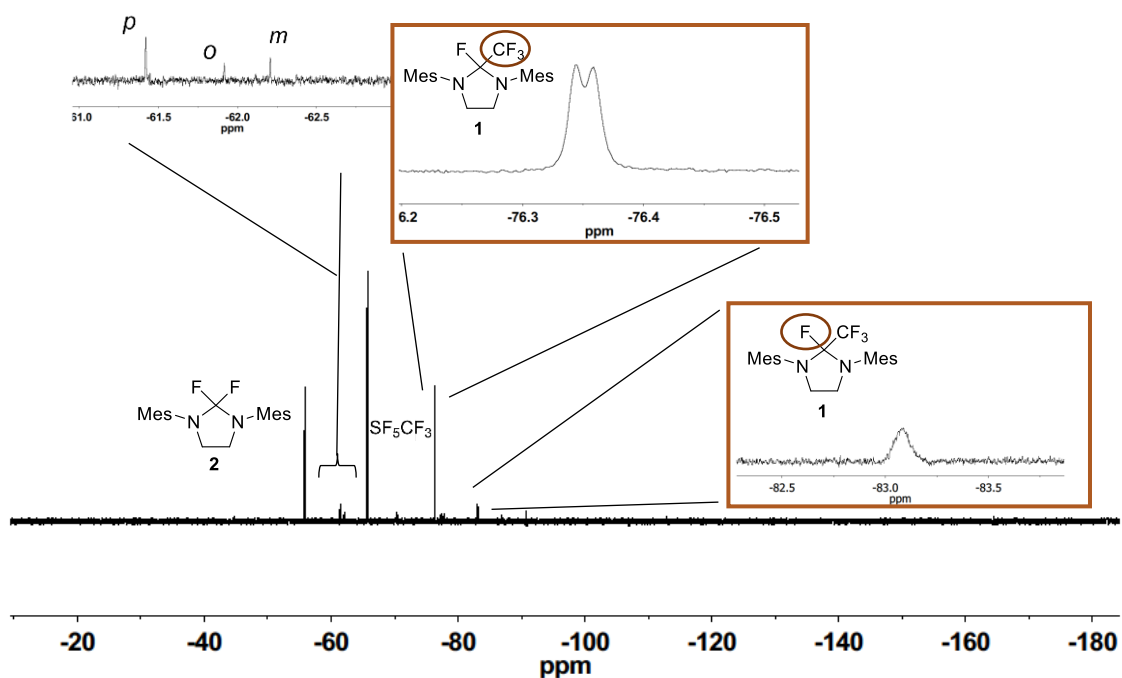 p
o
m
51.0 -61.5 -62.0 -62.5
ppm
F CF3
Mes N N Mes
1
6.2 -76.3 -76.4 -76.5
ppm
F CF3
Mes N N Mes
1
-82.5 -83.0 -83.5
ppm
F F
Mes N N Mes
2
SF5CF3
-20 -40 -60 -80 -100 -120 -140 -160 -180
ppm